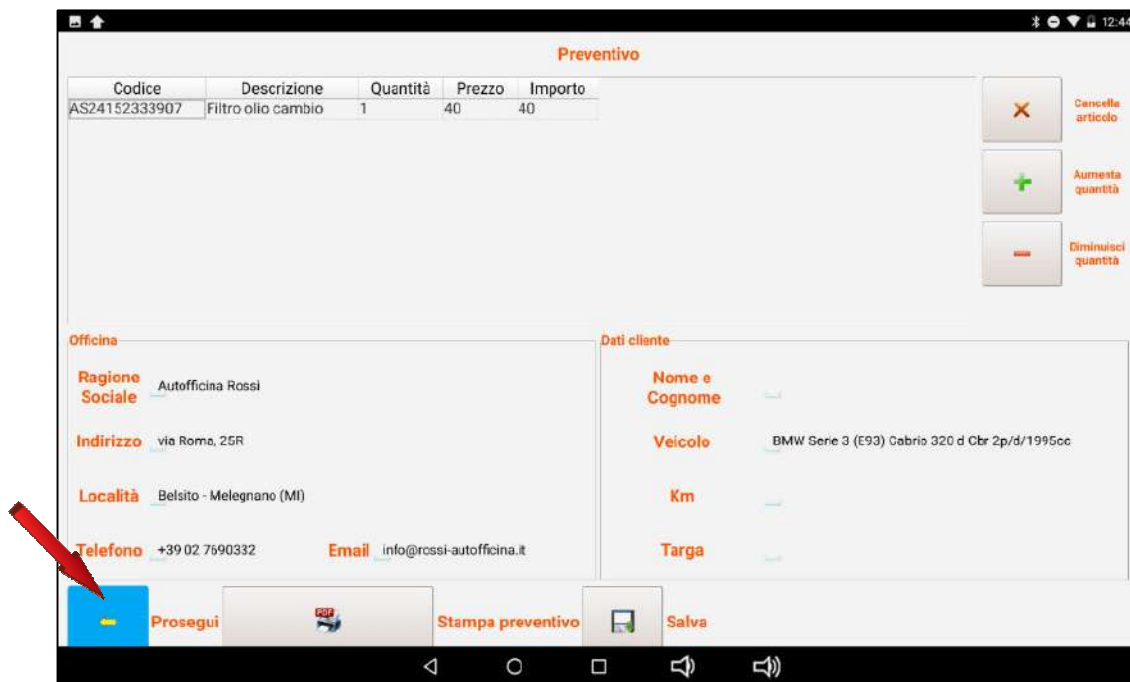 12:44
Preventivo
Codice Descrizione Quantità Prezzo Importo
AS24152333907 Filtro olio cambio 1 40 40
Cancella
articolo
Aumenta
quantità
Diminuisci
quantità
Officina
Ragione
Sociale
Autofficina Rossi
Indirizzo via Roma, 25R
Località Belsito - Melegnano (MI)
Telefono +39 02 7690332 Email info@rossi-autofficina.it
Dati cliente
Nome e
Cognome
Veicolo BMW Serie 3 (E93) Cabrio 320 d Cbr 2p/d/1995cc
Km
Targa
Prosegui PDF Stampa preventivo Salva